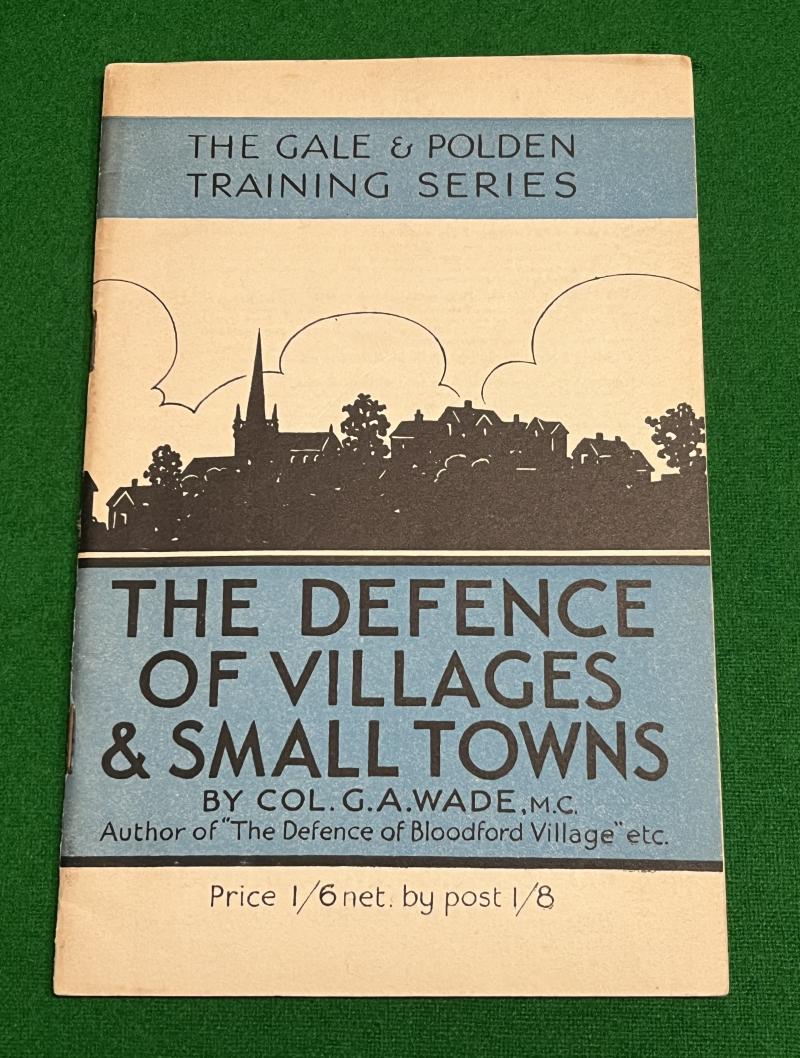 THE GALE & POLDEN
TRAINING SERIES
THE DEFENCE
OF VILLAGES
& SMALL TOWNS
BY COL. G.A. WADE, M.C.
Author of "The Defence of Bloodford Village" etc.
Price 1/6 net. by post 1/8